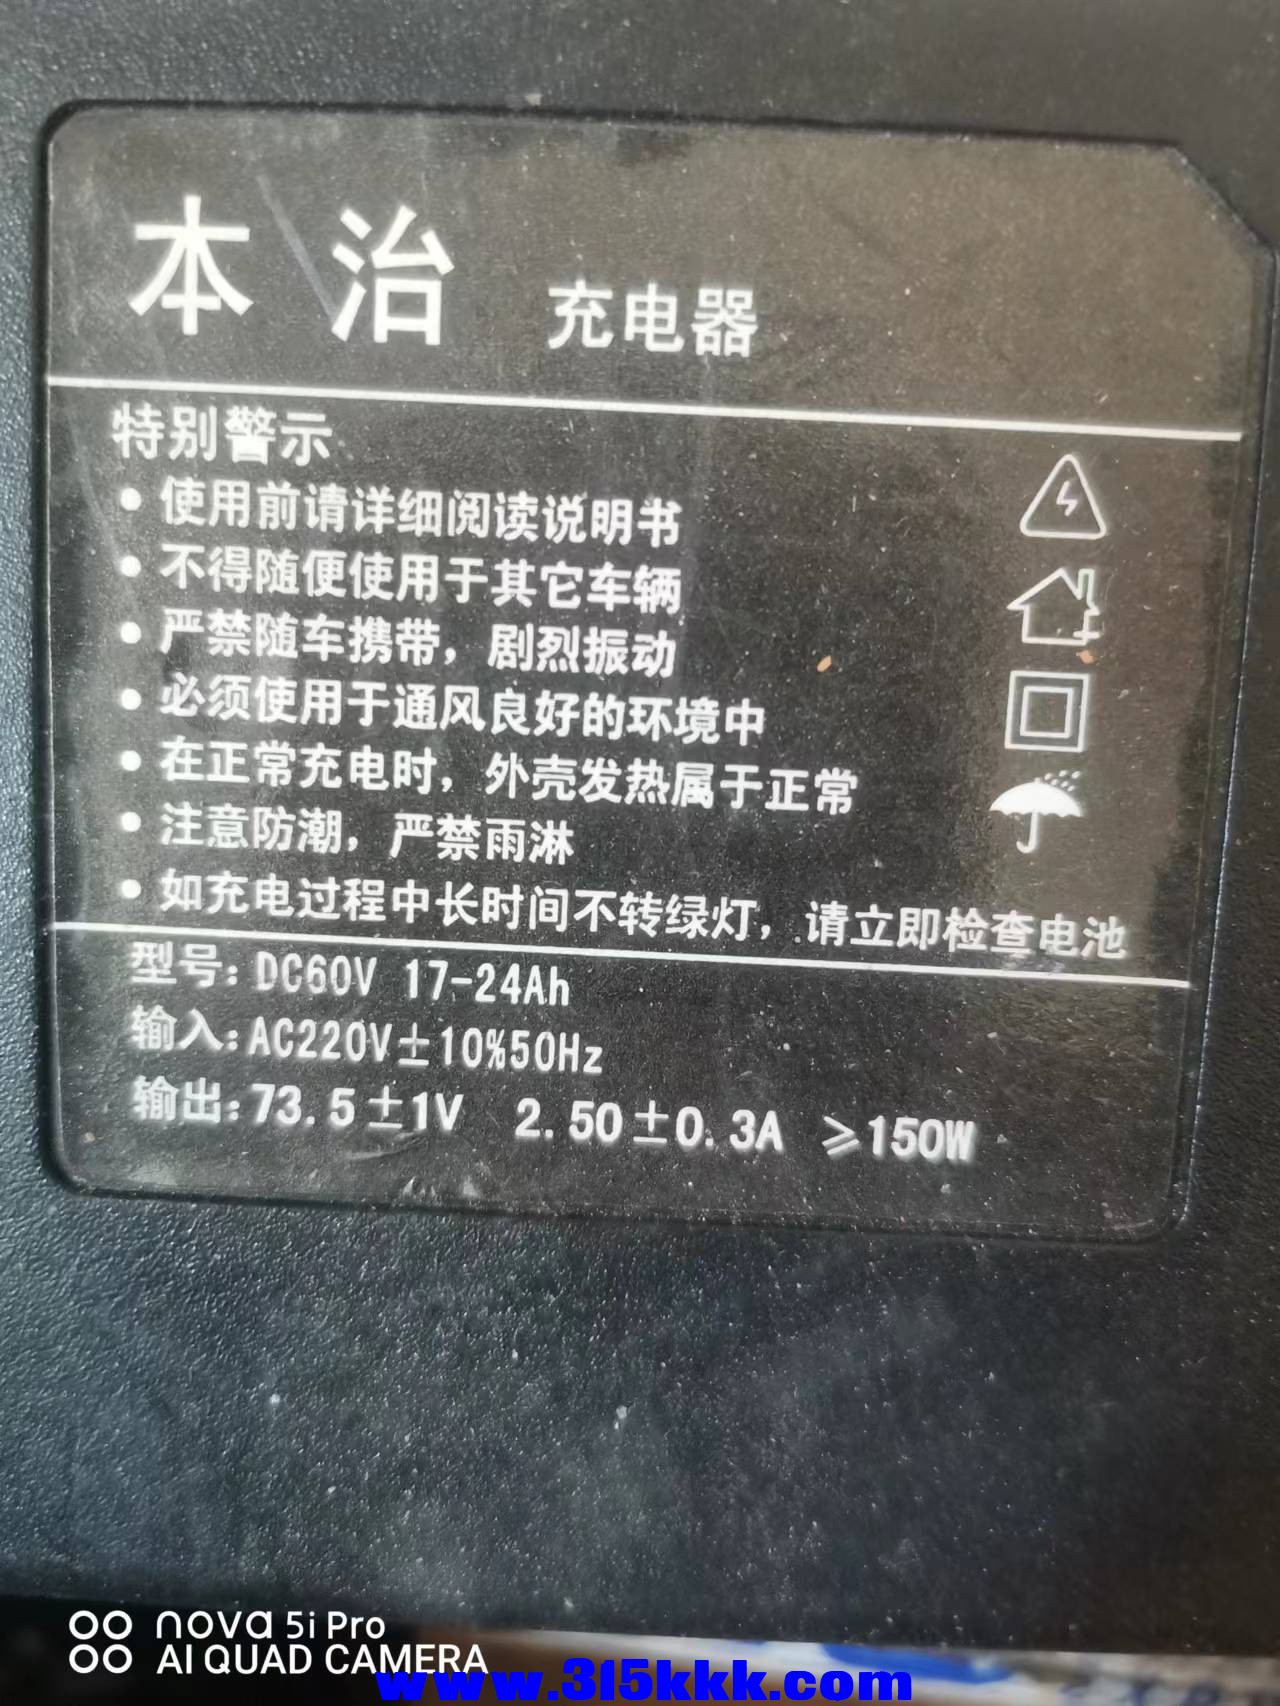 本治 充电器
特别警示
• 使用前请详细阅读说明书
• 不得随便使用于其它车辆
• 严禁随车携带，剧烈振动
• 必须使用于通风良好的环境中
• 在正常充电时，外壳发热属于正常
• 注意防潮，严禁雨淋
• 如充电过程中长时间不转绿灯，请立即检查电池
型号:DC60V 17-24Ah
输入:AC220V±10%50Hz
输出:73.5±1V 2.50±0.3A ≥150W
nova 5i Pro
AI QUAD CAMERA
www.315kkk.com